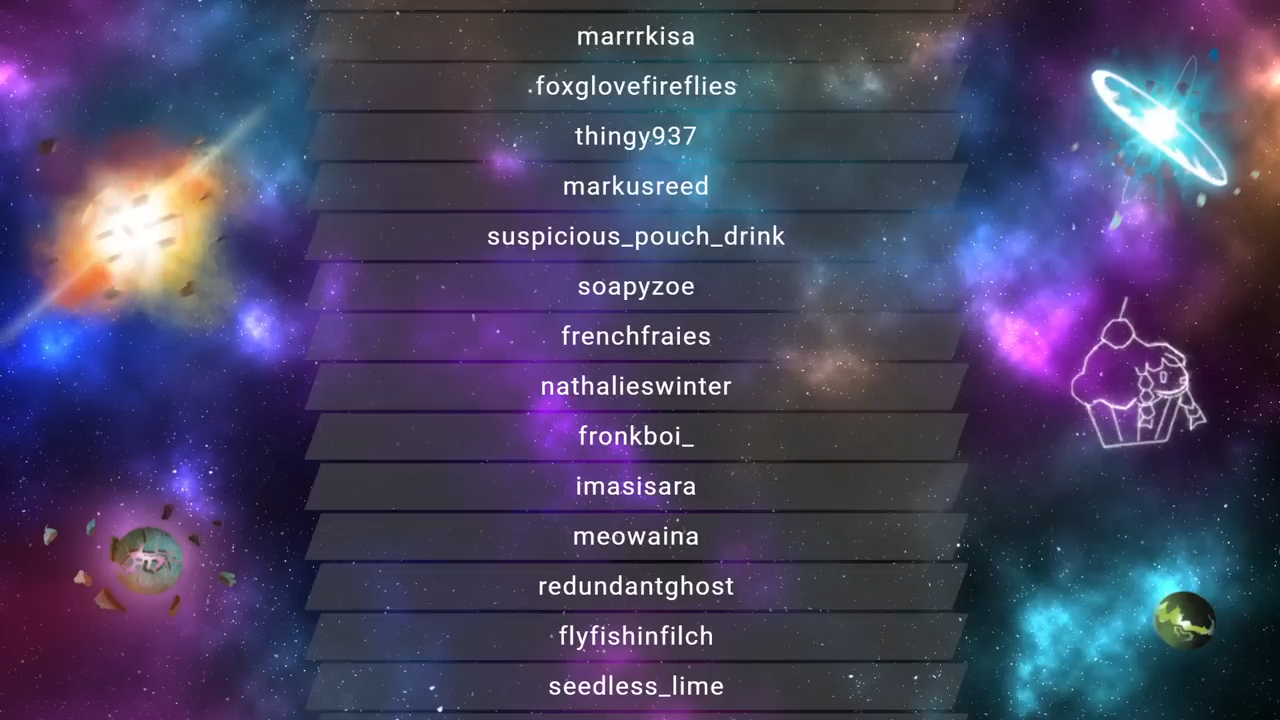 marrrkisa
foxglovefireflies
thingy937
markusreed
suspicious_pouch_drink
soapyzoe
frenchfraies
nathalieswinter
fronkboi_
imasisara
meowaina
redundantghost
flyfishinfilch
seedless_lime